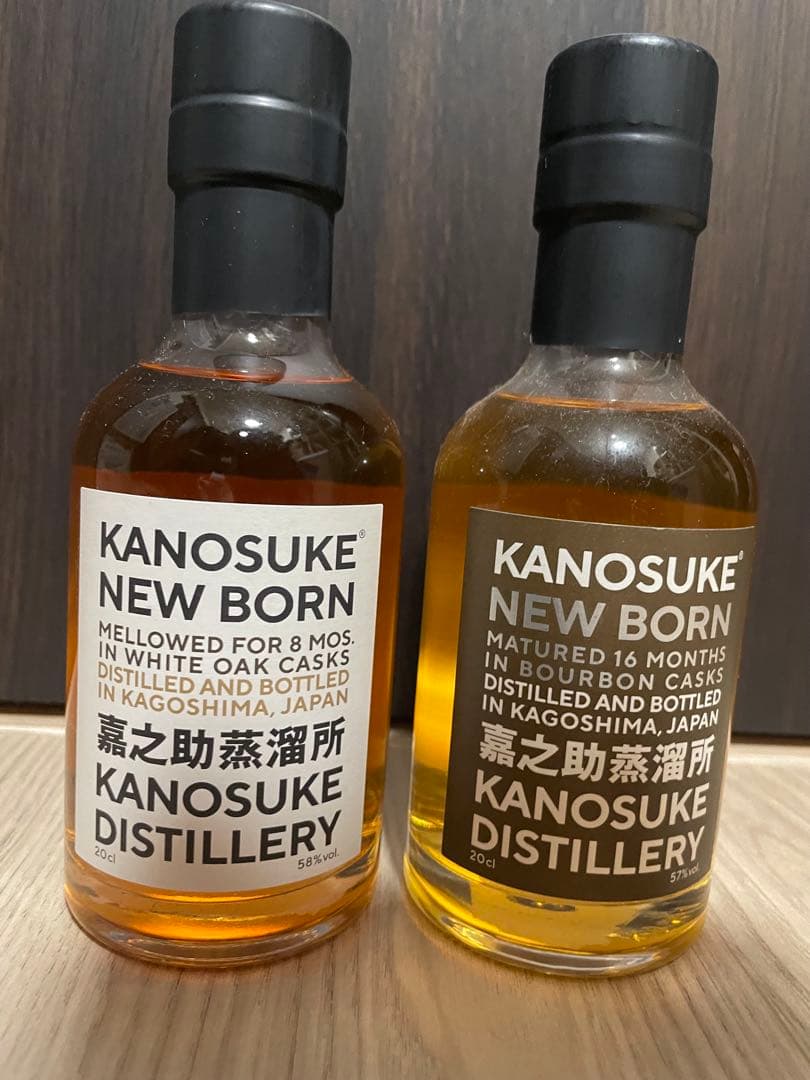 KANOSUKE®
NEW BORN
MELLOWED FOR 8 MOS.
IN WHITE OAK CASKS
DISTILLED AND BOTTLED
IN KAGOSHIMA, JAPAN
嘉之助蒸溜所
KANOSUKE
DISTILLERY
20cl 58%vol.
KANOSUKE®
NEW BORN
MATURED 16 MONTHS
IN BOURBON CASKS
DISTILLED AND BOTTLED
IN KAGOSHIMA, JAPAN
嘉之助蒸溜所
KANOSUKE
DISTILLERY
20cl 57%vol.